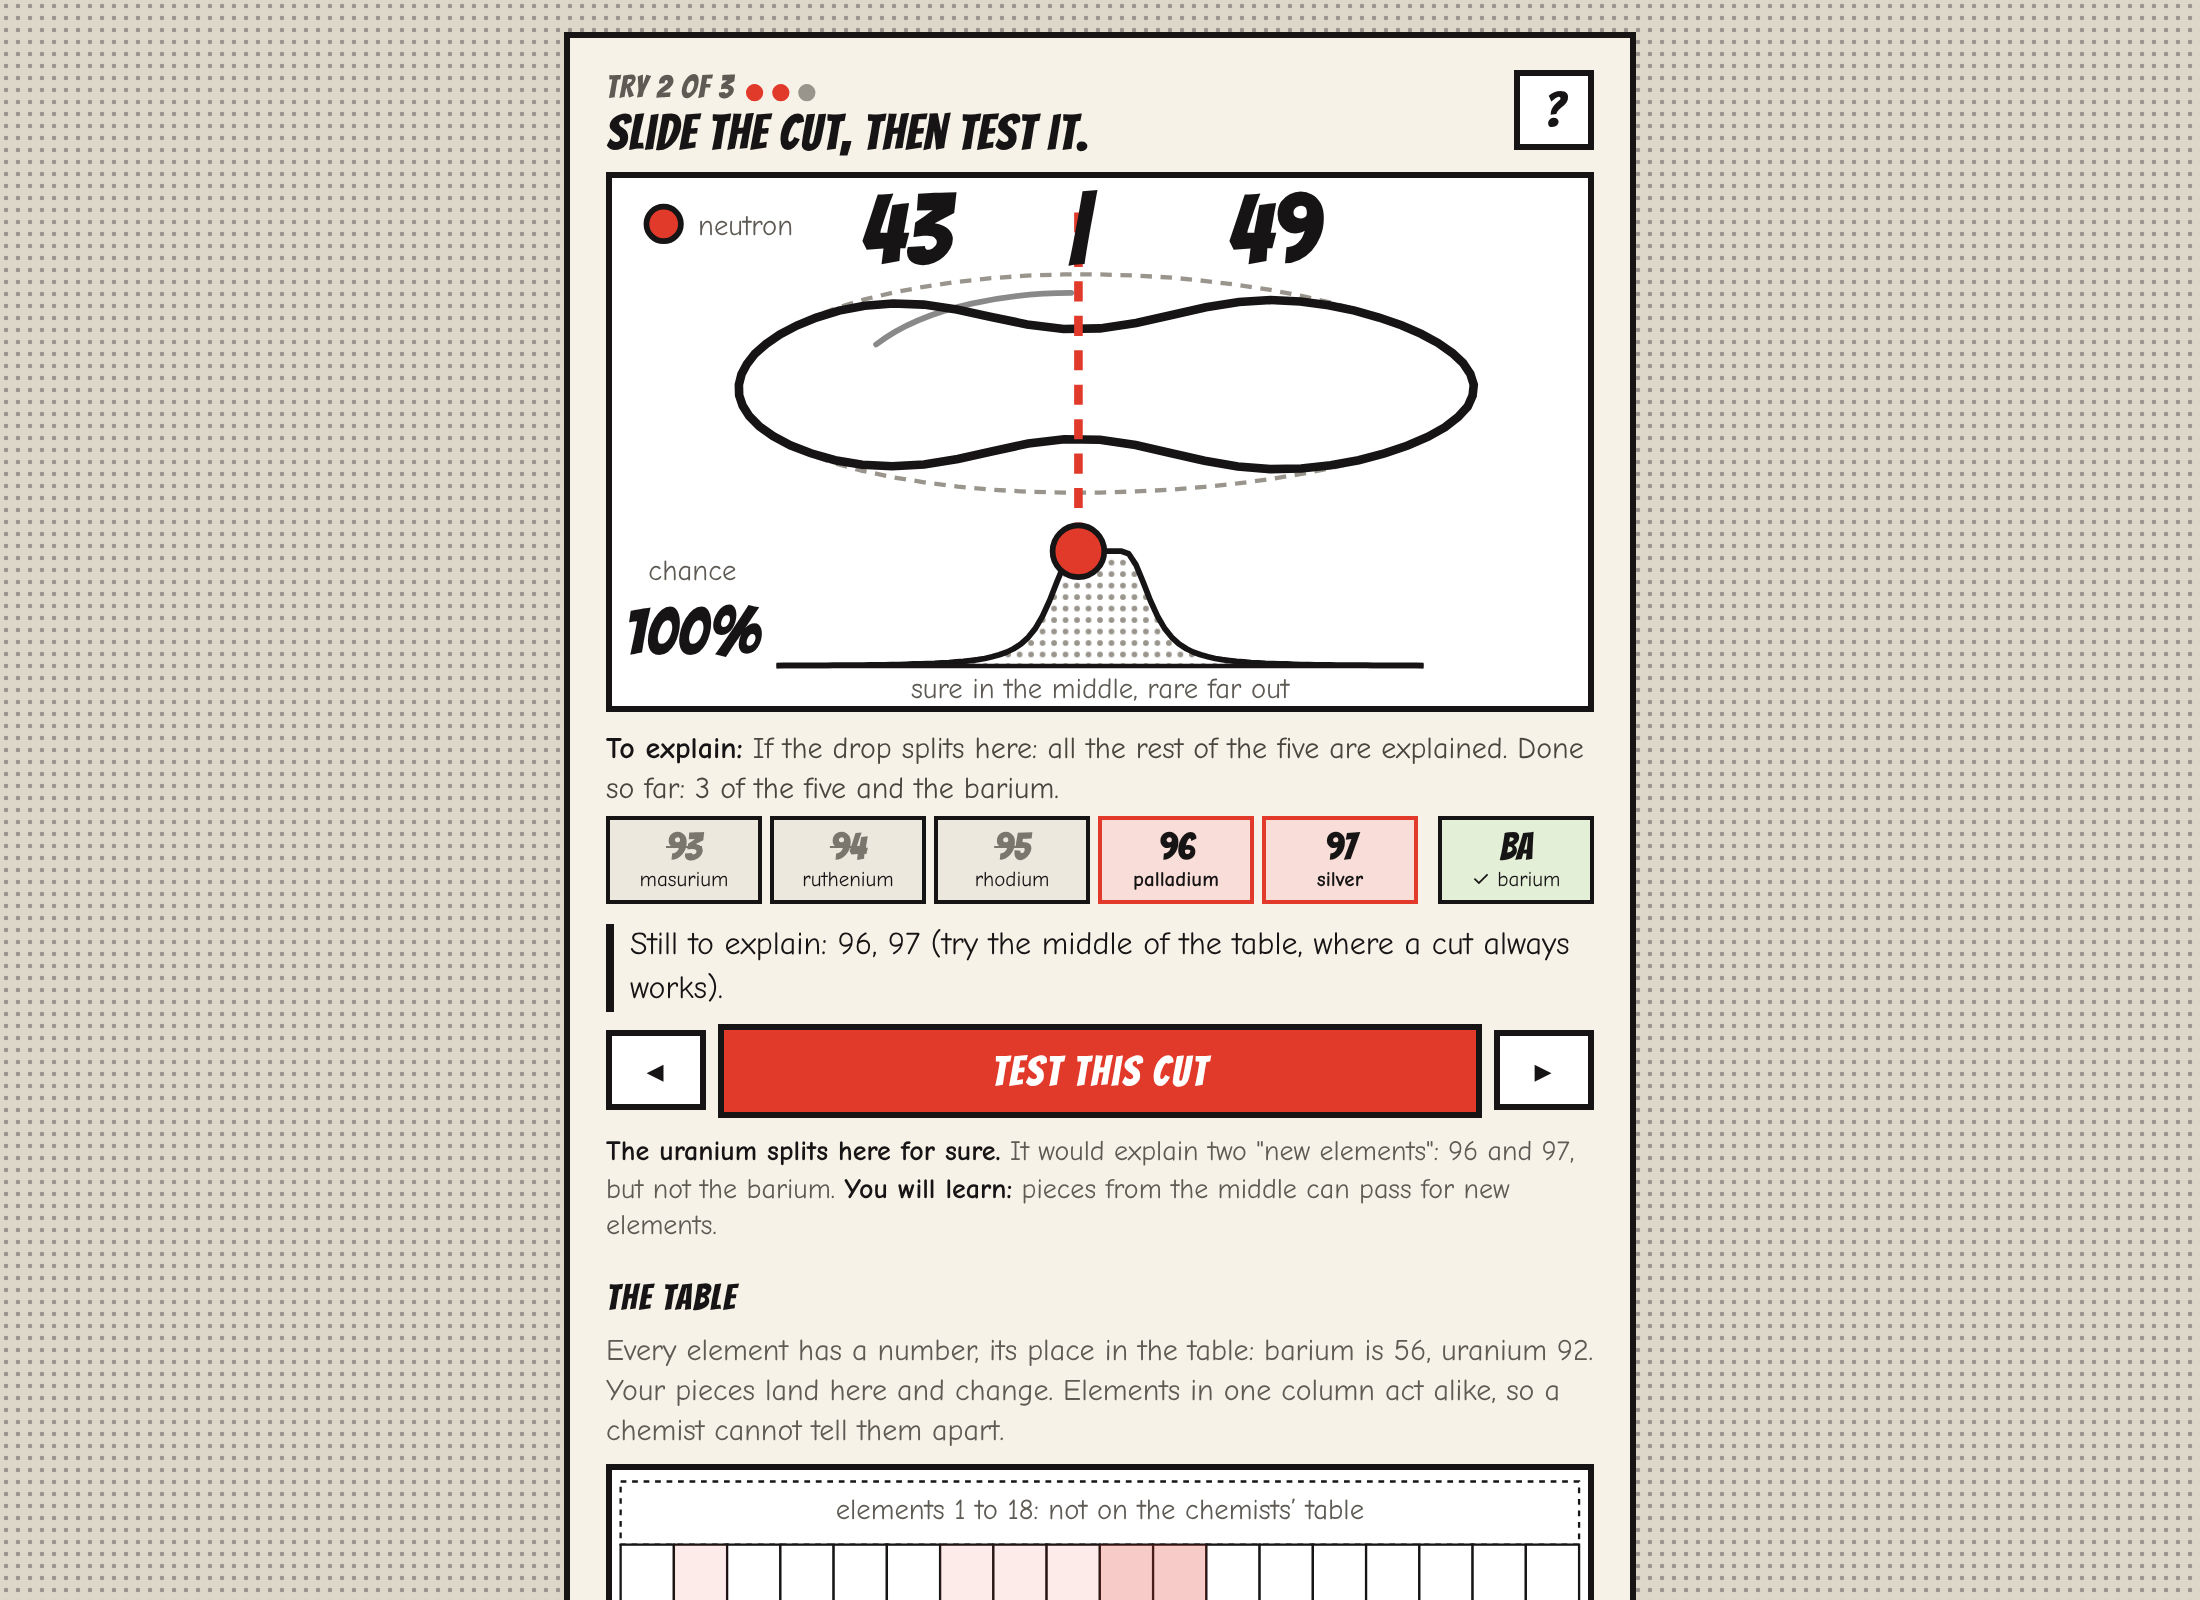 TRY 2 OF 3
SLIDE THE CUT, THEN TEST IT.
?
neutron
43 / 49
chance
100%
sure in the middle, rare far out
To explain: If the drop splits here: all the rest of the five are explained. Done
so far: 3 of the five and the barium.
93 94 95 96 97 BA
masurium ruthenium rhodium palladium silver ✓ barium
Still to explain: 96, 97 (try the middle of the table, where a cut always
works).
◄ TEST THIS CUT ►
The uranium splits here for sure. It would explain two "new elements": 96 and 97,
but not the barium. You will learn: pieces from the middle can pass for new
elements.
THE TABLE
Every element has a number, its place in the table: barium is 56, uranium 92.
Your pieces land here and change. Elements in one column act alike, so a
chemist cannot tell them apart.
elements 1 to 18: not on the chemists’ table